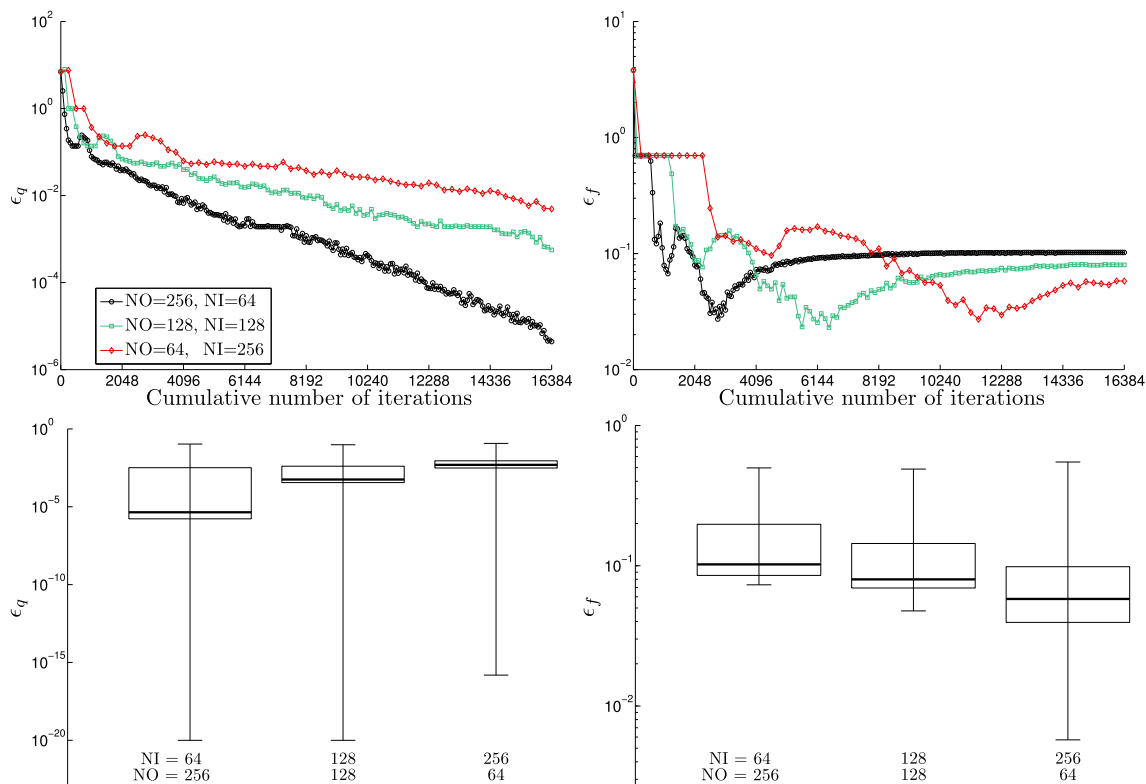 10^2
10^0
10^-2
10^-4
10^-6
ϵ_q
NO=256, NI=64
NO=128, NI=128
NO=64, NI=256
0 2048 4096 6144 8192 10240 12288 14336 16384
Cumulative number of iterations
10^1
10^0
10^-1
10^-2
ϵ_f
0 2048 4096 6144 8192 10240 12288 14336 16384
Cumulative number of iterations
10^0
10^-5
10^-10
10^-15
10^-20
ϵ_q
NI = 64 128 256
NO = 256 128 64
10^0
10^-1
10^-2
ϵ_f
NI = 64 128 256
NO = 256 128 64